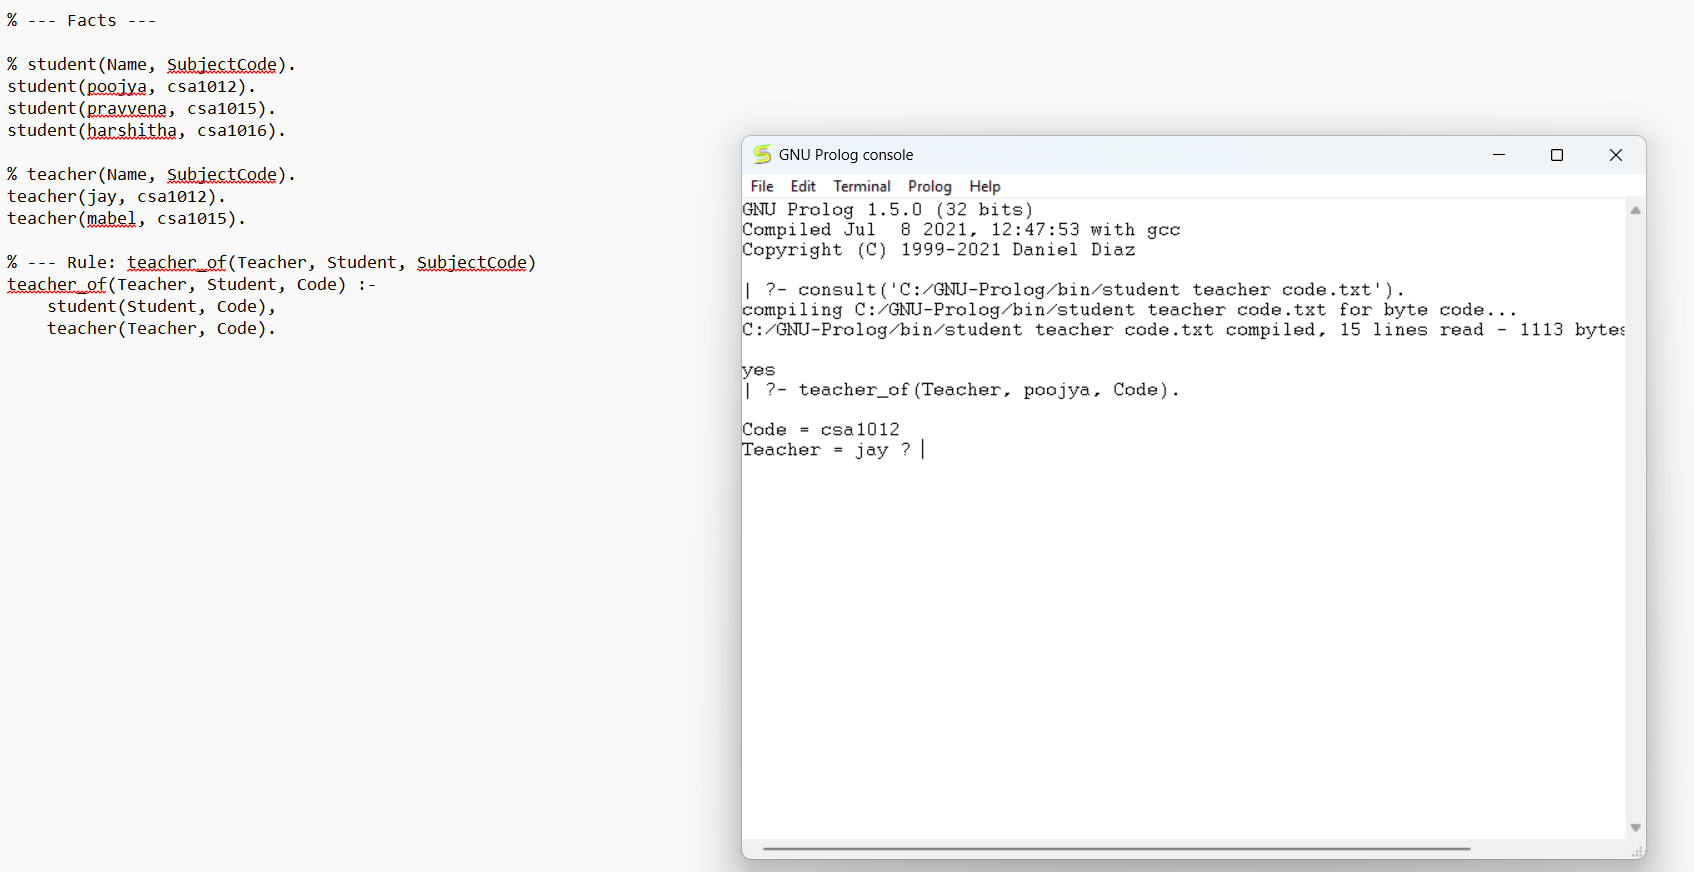 % --- Facts ---
% student(Name, SubjectCode).
student(poojya, csa1012).
student(pravvena, csa1015).
student(harshitha, csa1016).
% teacher(Name, SubjectCode).
teacher(jay, csa1012).
teacher(mabel, csa1015).
% --- Rule: teacher_of(Teacher, Student, SubjectCode)
teacher_of(Teacher, Student, Code) :-
    student(Student, Code),
    teacher(Teacher, Code).
GNU Prolog console
File Edit Terminal Prolog Help
GNU Prolog 1.5.0 (32 bits)
Compiled Jul  8 2021, 12:47:53 with gcc
Copyright (C) 1999-2021 Daniel Diaz
| ?- consult('C:/GNU-Prolog/bin/student teacher code.txt').
compiling C:/GNU-Prolog/bin/student teacher code.txt for byte code...
C:/GNU-Prolog/bin/student teacher code.txt compiled, 15 lines read - 1113 bytes
yes
| ?- teacher_of(Teacher, poojya, Code).
Code = csa1012
Teacher = jay ?